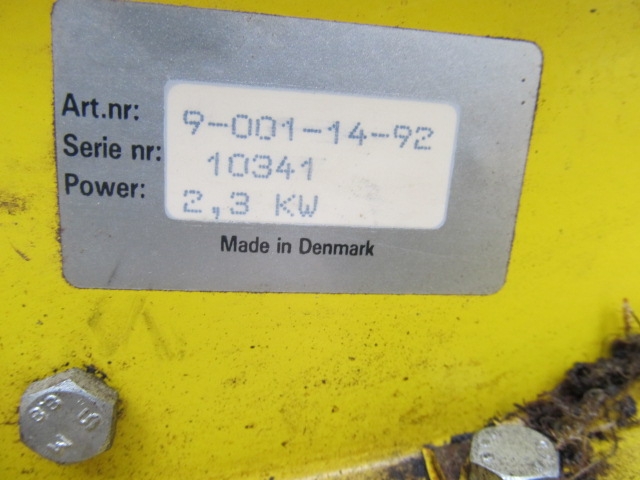 Art.nr: 9-001-14-92
Serie nr: 10341
Power: 2,3 KW
Made in Denmark